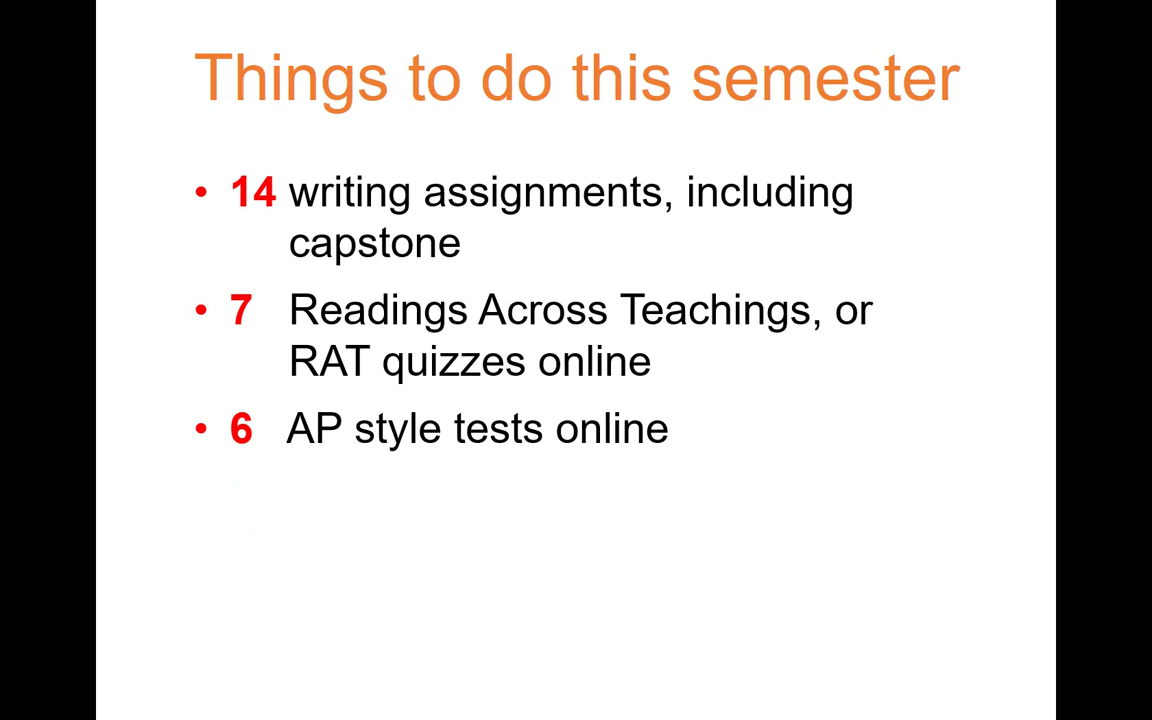 Things to do this semester
• 14 writing assignments, including
capstone
• 7 Readings Across Teachings, or
RAT quizzes online
• 6 AP style tests online